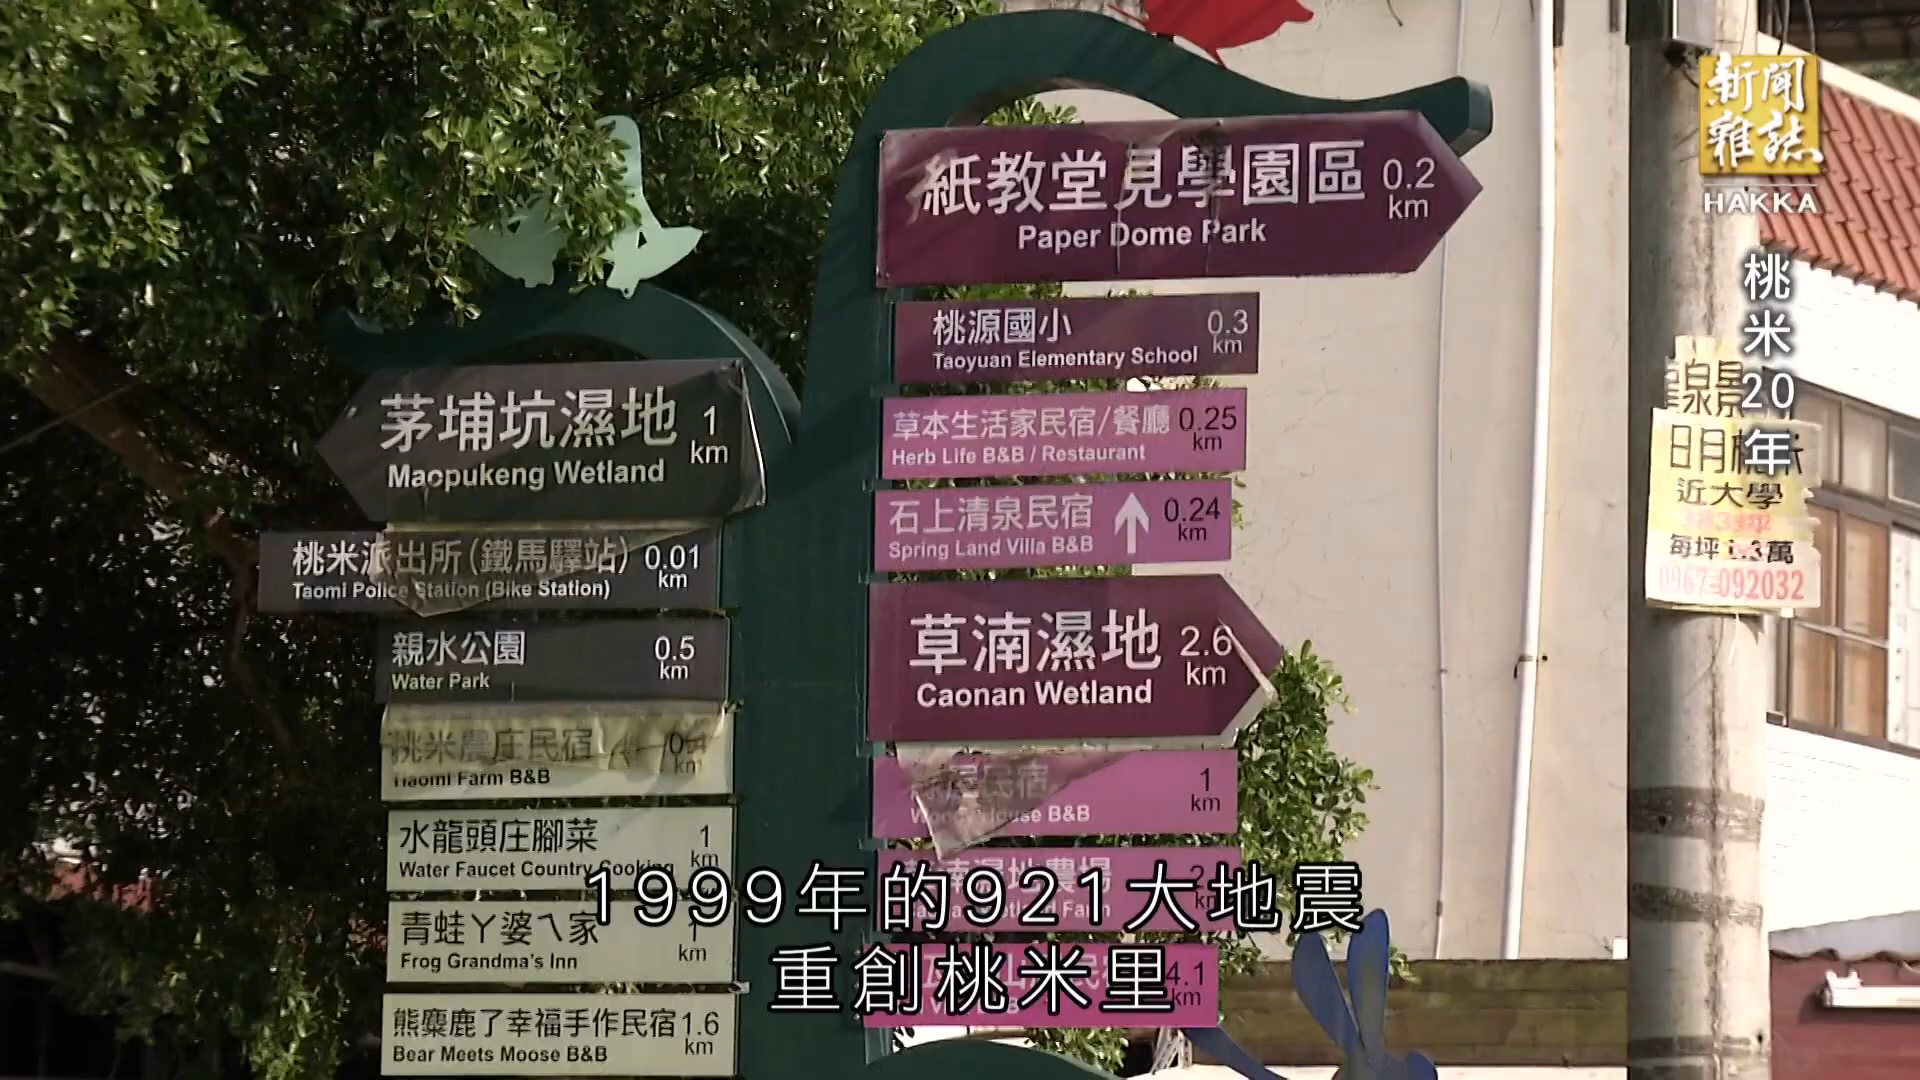 紙教堂見學園區 0.2 km
Paper Dome Park
桃源國小 0.3 km
Taoyuan Elementary School
草本生活家民宿/餐廳 0.25 km
Herb Life B&B / Restaurant
石上清泉民宿 0.24 km
Spring Land Villa B&B
草湳濕地 2.6 km
Caonan Wetland
民宿 1 km
House B&B
濕地農場
茅埔坑濕地 1 km
Maopukeng Wetland
桃米派出所(鐵馬驛站) 0.01 km
Taomi Police Station (Bike Station)
親水公園 0.5 km
Water Park
桃米農庄民宿 km
Farm B&B
水龍頭庄腳菜 1 km
Water Faucet Country Cooking
青蛙ㄚ婆ㄟ家 1 km
Frog Grandma's Inn
熊麋鹿了幸福手作民宿 1.6 km
Bear Meets Moose B&B
4.1 km
新聞
雜誌
HAKKA
桃米20年
日月
近大學
每坪1.3萬
0967-092032
1999年的921大地震
重創桃米里